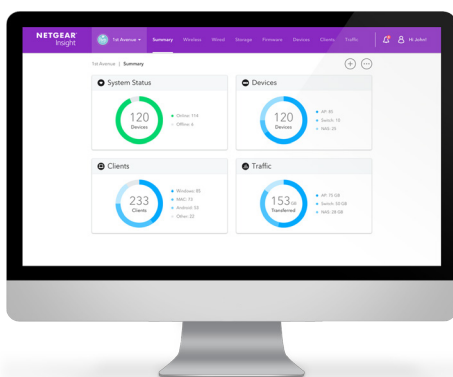 NETGEAR®
Insight
1st Avenue
Summary
Wireless
Wired
Storage
Firmware
Devices
Clients
Traffic
Hi John!
1st Avenue | Summary
System Status
120
Devices
Online: 114
Offline: 6
Devices
120
Devices
AP: 85
Switch: 15
NAS: 20
Clients
233
Clients
Windows: 85
MAC: 73
Android: 53
Other: 22
Traffic
153GB
Transferred
AP: 70 GB
Switch: 55 GB
NAS: 28 GB